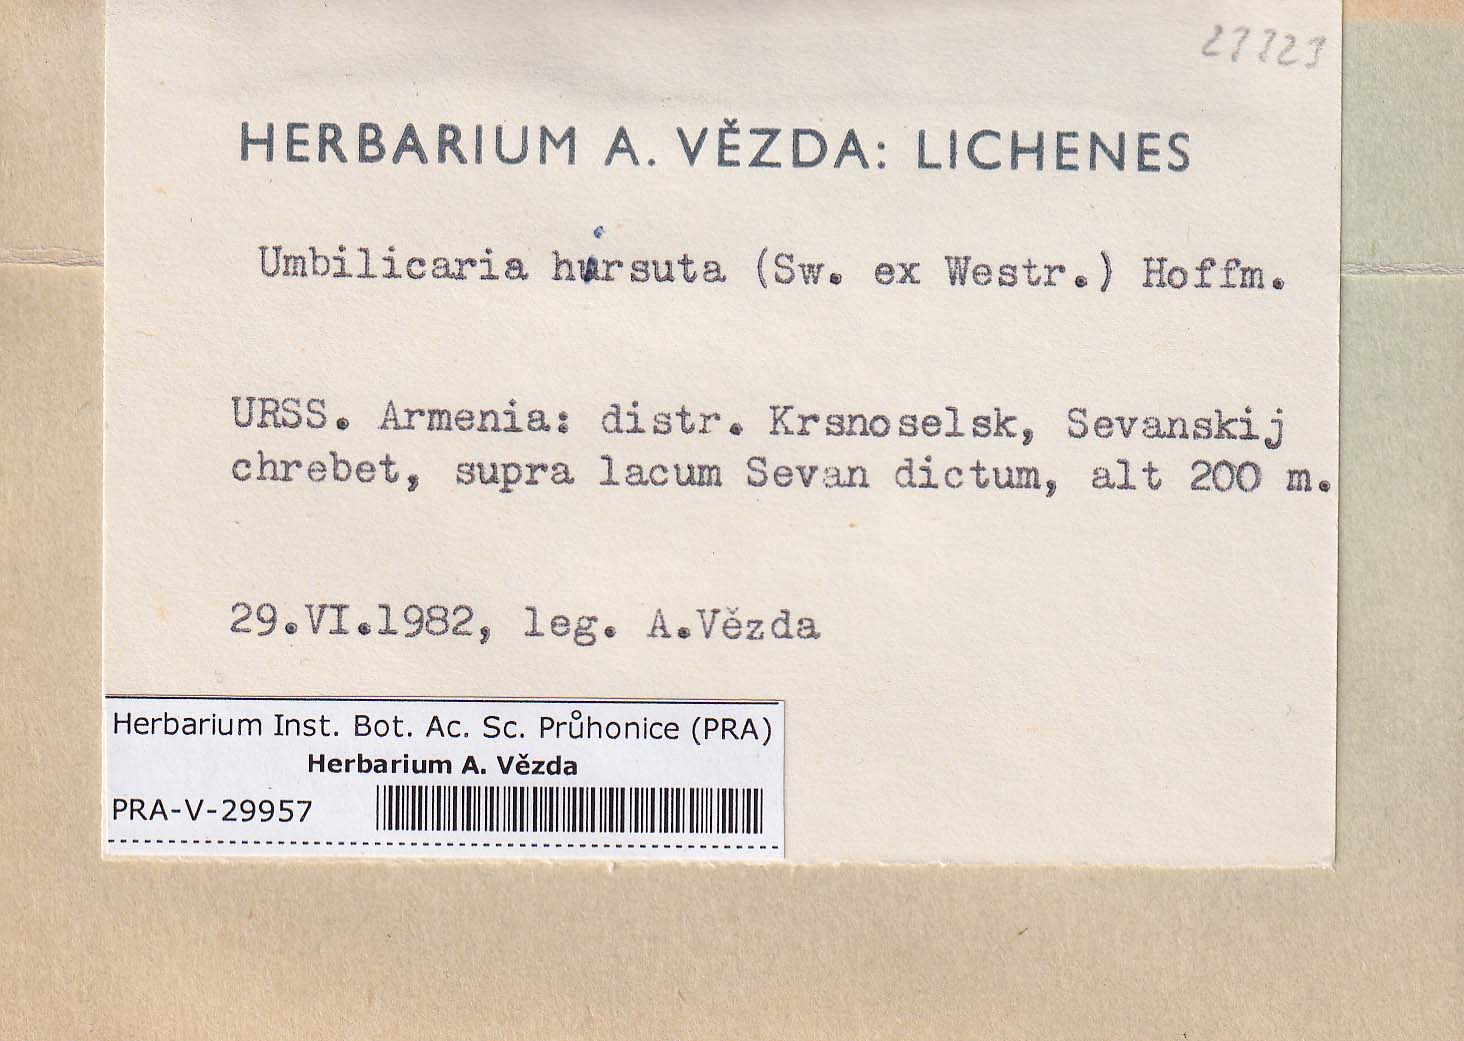 23323
HERBARIUM A. VĚZDA: LICHENES
Umbilicaria hirsuta (Sw. ex Westr.) Hoffm.
URSS. Armenia: distr. Krsnoselsk, Sevanskij
chrebet, supra lacum Sevan dictum, alt 200 m.
29.VI.1982, leg. A.Vězda
Herbarium Inst. Bot. Ac. Sc. Průhonice (PRA)
Herbarium A. Vězda
PRA-V-29957